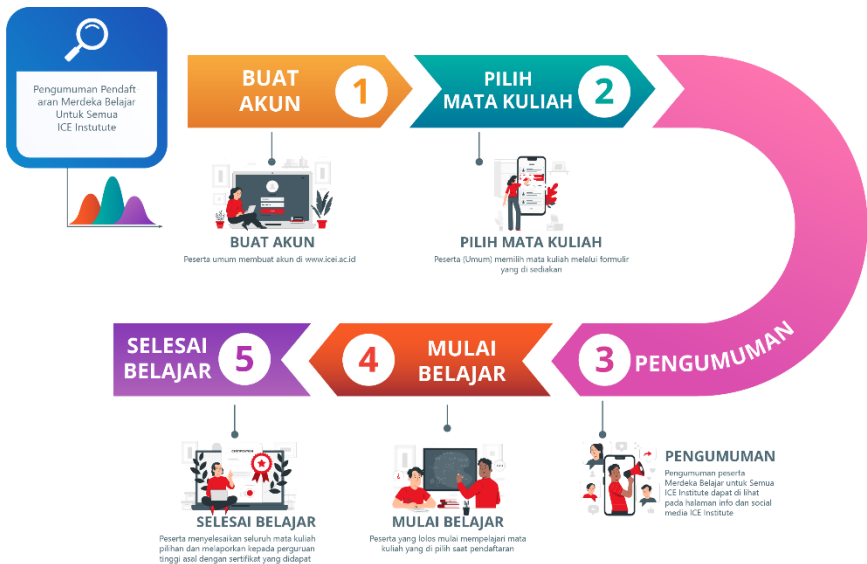 Pengumuman Pendaft
aran Merdeka Belajar
Untuk Semua
ICE Instutute
BUAT
AKUN
1
PILIH
MATA KULIAH
2
BUAT AKUN
Peserta umum membuat akun di www.icei.ac.id
PILIH MATA KULIAH
Peserta (Umum) memilih mata kuliah melalui formulir
yang di sediakan
3
PENGUMUMAN
4
MULAI
BELAJAR
SELESAI
BELAJAR
5
PENGUMUMAN
Pengumuman peserta
Merdeka Belajar untuk Semua
ICE Institute dapat di lihat
pada halaman info dan social
media ICE Institute
MULAI BELAJAR
Peserta yang lolos mulai mempelajari mata
kuliah yang di pilih saat pendaftaran
SELESAI BELAJAR
Peserta menyelesaikan seluruh mata kuliah
pilihan dan melaporkan kepada perguruan
tinggi asal dengan sertifikat yang didapat